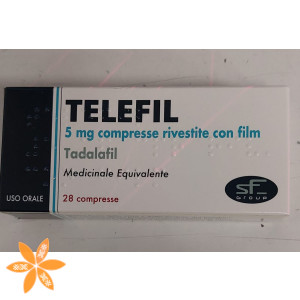 TELEFIL
5 mg compresse rivestite con film
Tadalafil
Medicinale Equivalente
USO ORALE
28 compresse
SF
GROUP